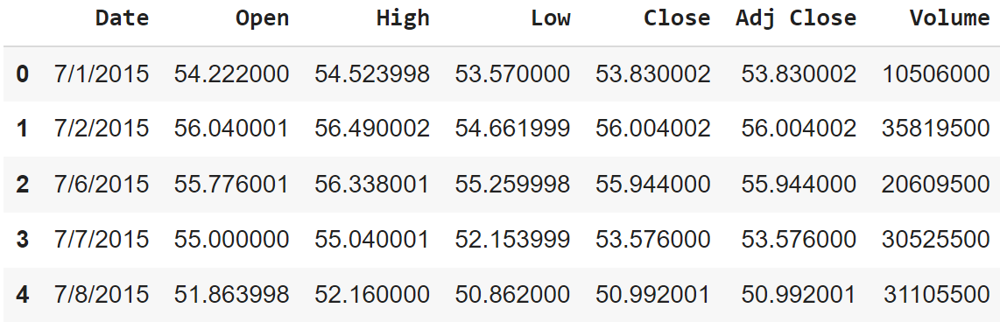 Date Open High Low Close Adj Close Volume
0 7/1/2015 54.222000 54.523998 53.570000 53.830002 53.830002 10506000
1 7/2/2015 56.040001 56.490002 54.661999 56.004002 56.004002 35819500
2 7/6/2015 55.776001 56.338001 55.259998 55.944000 55.944000 20609500
3 7/7/2015 55.000000 55.040001 52.153999 53.576000 53.576000 30525500
4 7/8/2015 51.863998 52.160000 50.862000 50.992001 50.992001 31105500